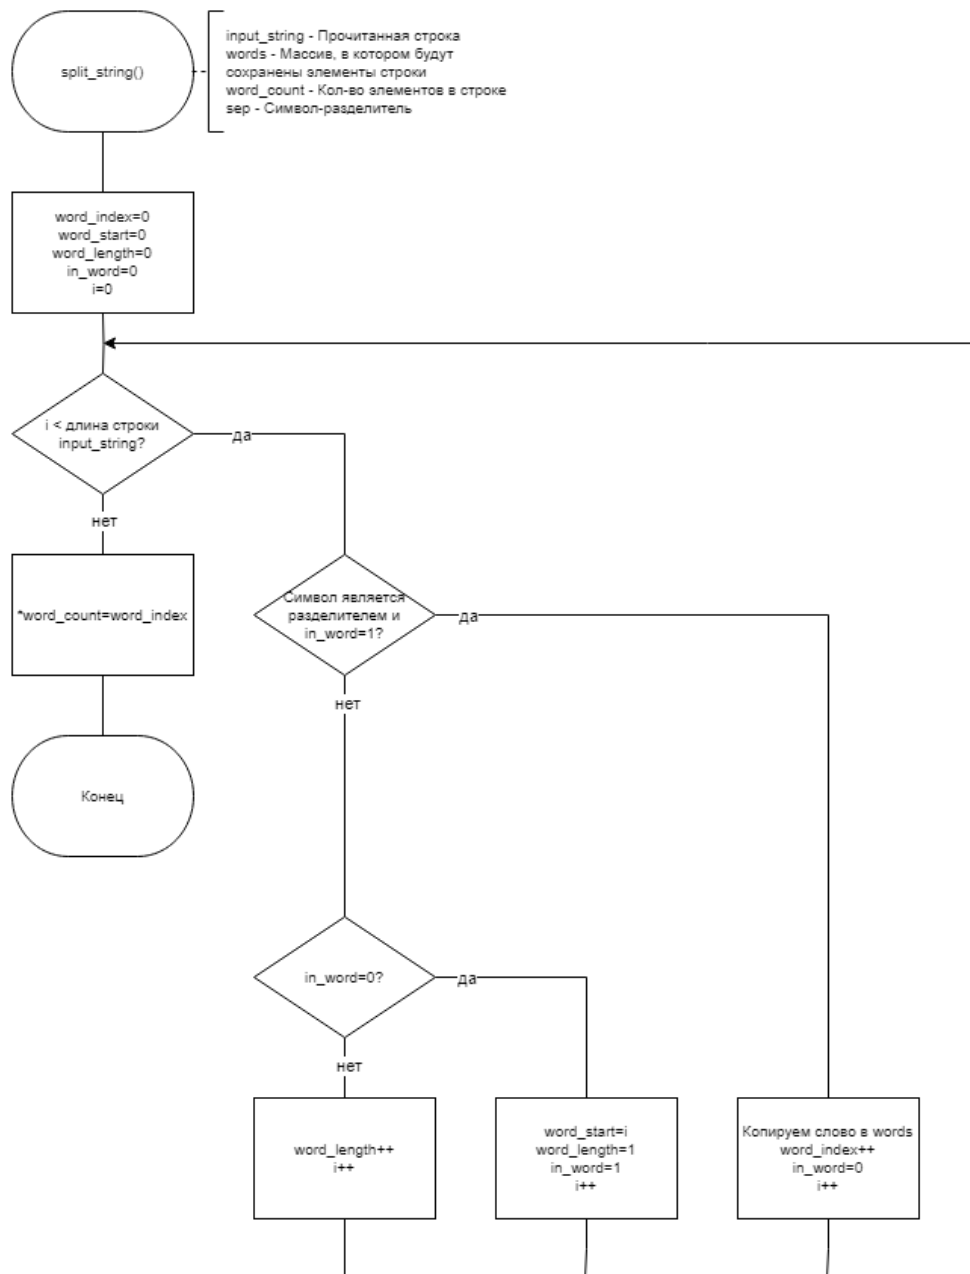 split_string()
input_string - Прочитанная строка
words - Массив, в котором будут
сохранены элементы строки
word_count - Кол-во элементов в строке
sep - Символ-разделитель
word_index=0
word_start=0
word_length=0
in_word=0
i=0
i < длина строки
input_string?
да
нет
*word_count=word_index
Конец
Символ является
разделителем и
in_word=1?
да
нет
in_word=0?
да
нет
word_length++
i++
word_start=i
word_length=1
in_word=1
i++
Копируем слово в words
word_index++
in_word=0
i++